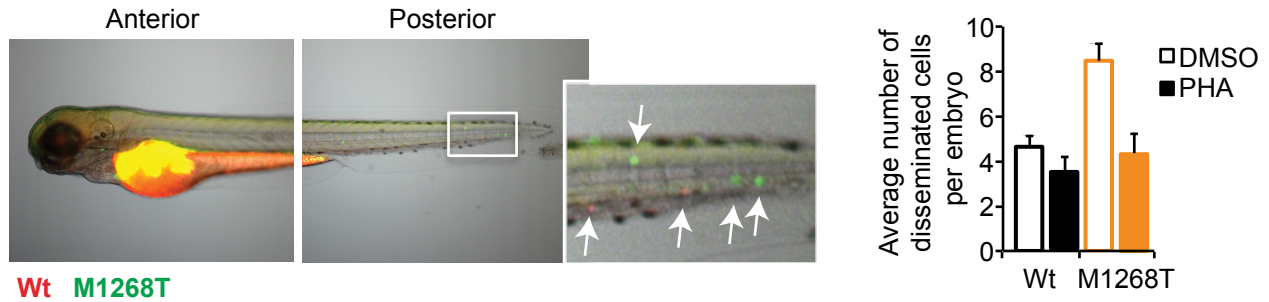 Anterior
Posterior
Wt M1268T
Average number of
disseminated cells
per embryo
10
8
6
4
2
0
Wt
M1268T
DMSO
PHA